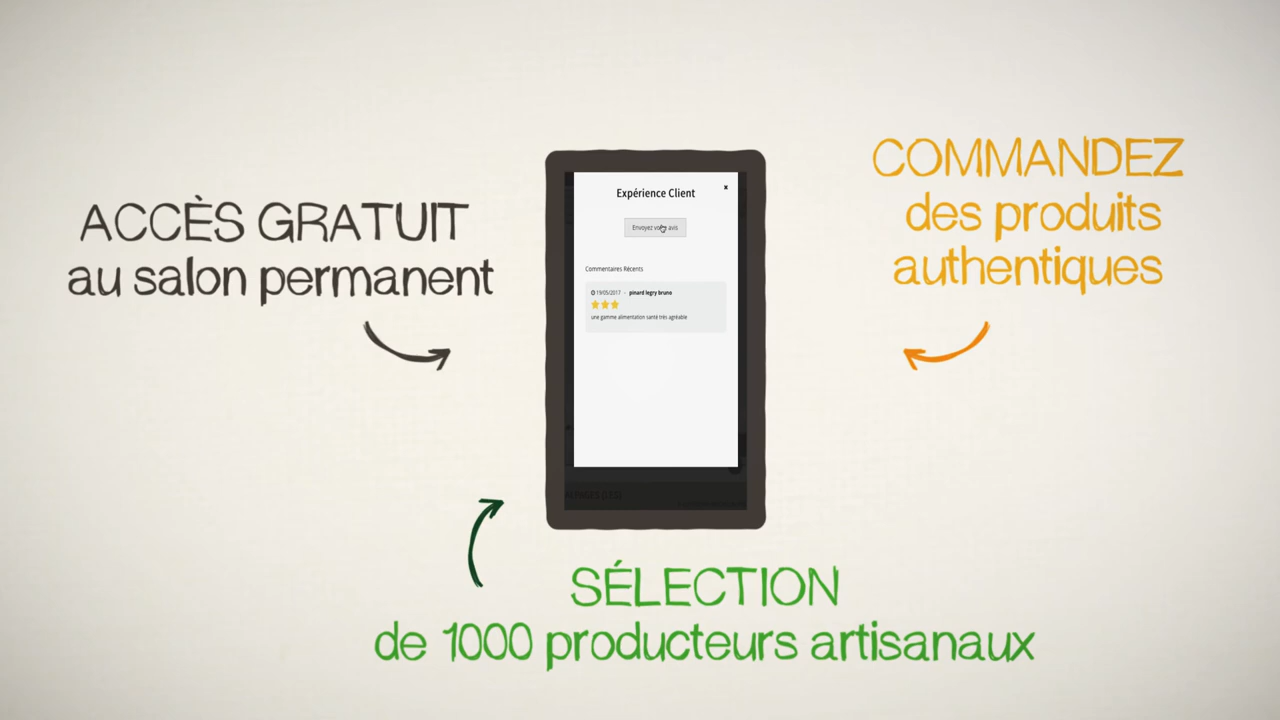 ACCÈS GRATUIT
au salon permanent
COMMANDEZ
des produits
authentiques
Expérience Client
x
Envoyez votre avis
Commentaires Récents
19/05/2017 - pinard legry bruno
une gamme alimentation santé très agréable
SÉLECTION
de 1000 producteurs artisanaux